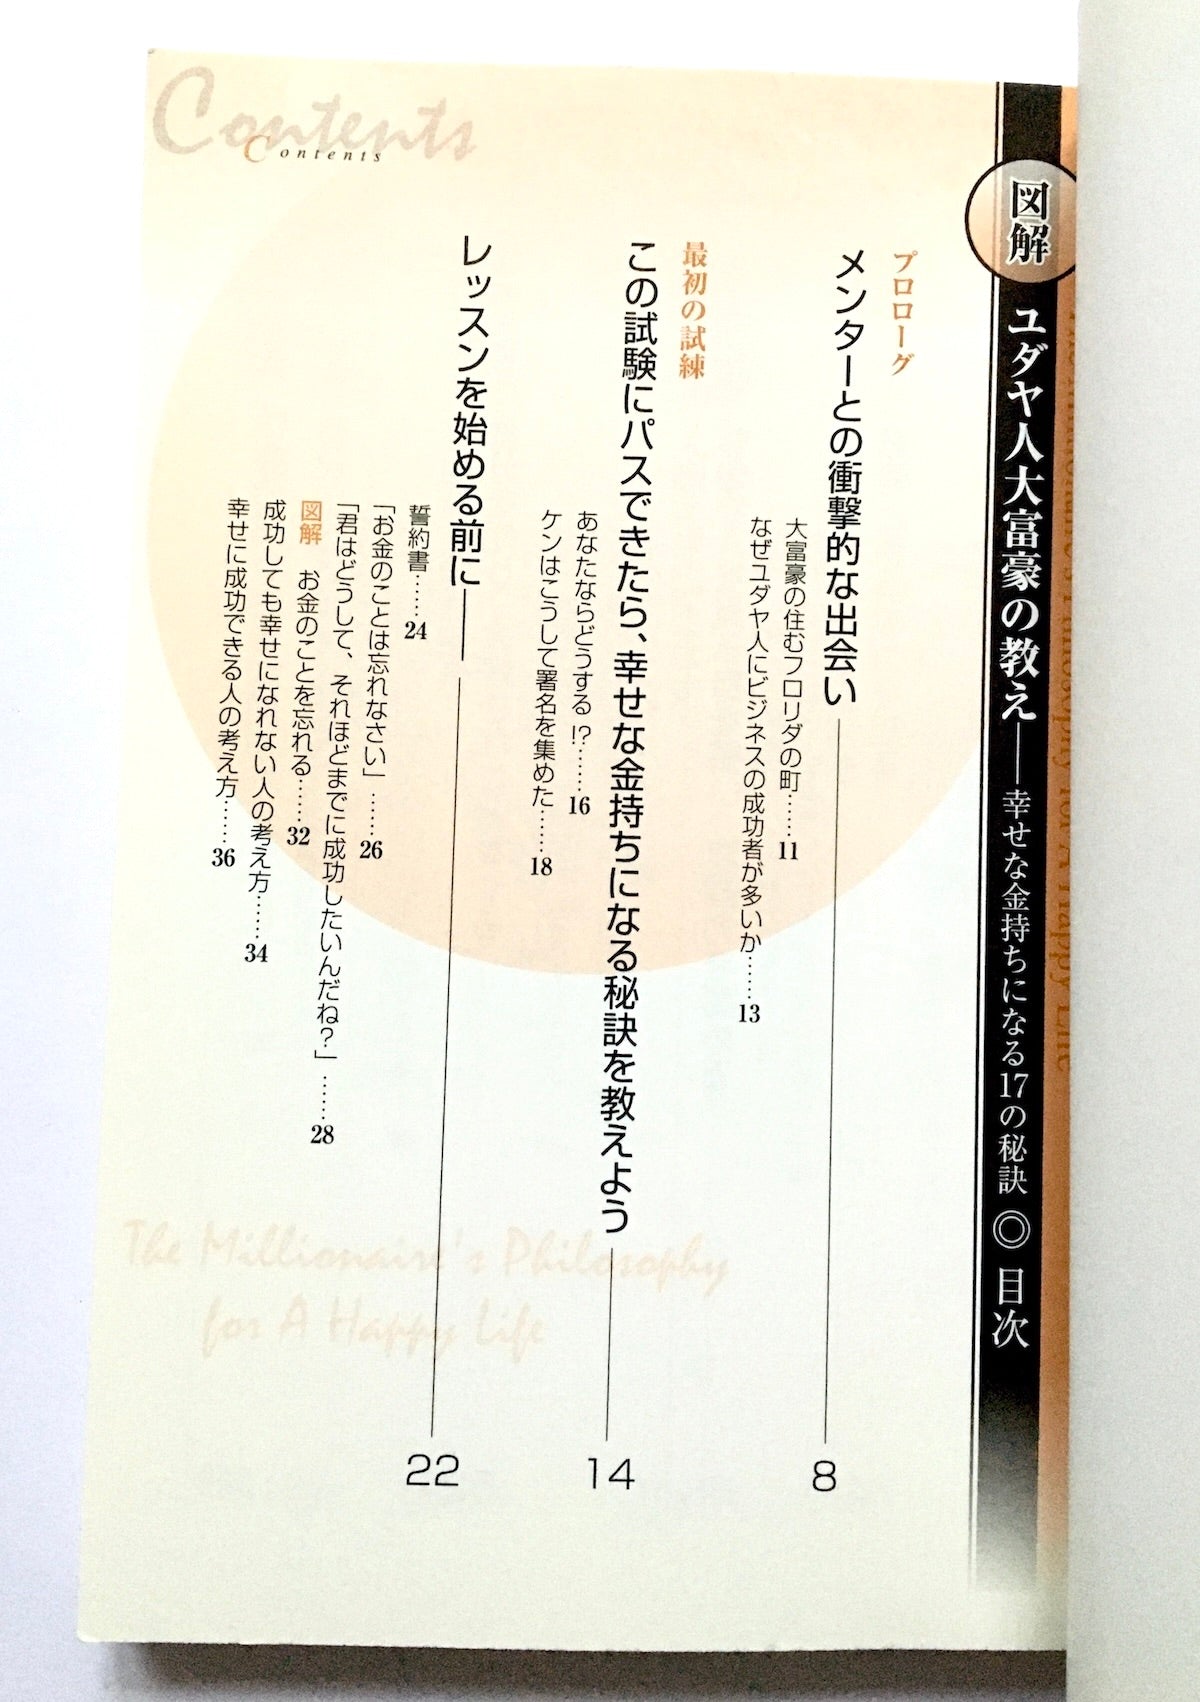 Contents
Contents
図解
ユダヤ人大富豪の教え――幸せな金持ちになる17の秘訣 ◎ 目次
プロローグ
メンターとの衝撃的な出会い 8
大富豪の住むフロリダの町……11
なぜユダヤ人にビジネスの成功者が多いか……13
最初の試練
この試験にパスできたら、幸せな金持ちになる秘訣を教えよう 14
あなたならどうする!?……16
ケンはこうして署名を集めた……18
レッスンを始める前に―― 22
誓約書……24
「お金のことは忘れなさい」……26
「君はどうして、それほどまでに成功したいんだね？」……28
図解 お金のことを忘れる……32
成功しても幸せになれない人の考え方……34
幸せに成功できる人の考え方……36
The Millionaire's Philosophy
for A Happy Life
Millionaire's Philosophy for A Happy Life